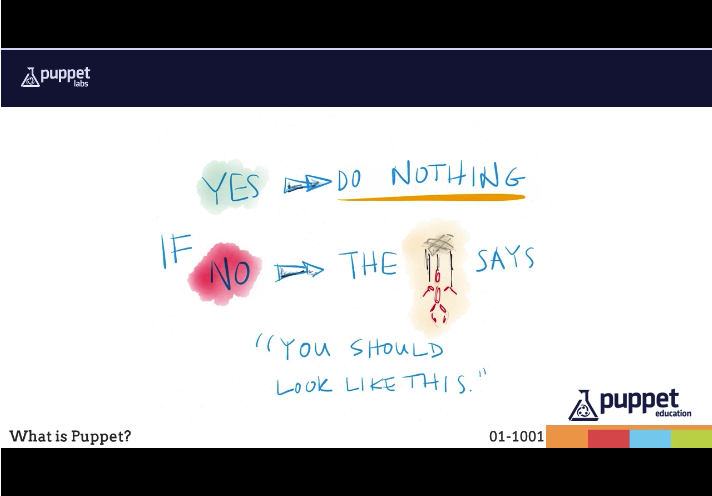 puppet
labs
YES DO NOTHING
IF NO THE SAYS
"YOU SHOULD
LOOK LIKE THIS."
puppet
education
What is Puppet?
01-1001